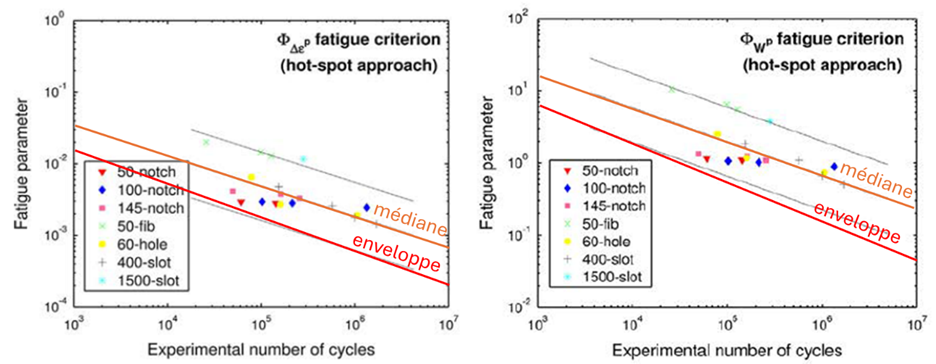 Φ_Δε^p fatigue criterion
(hot-spot approach)
Fatigue parameter
10^0
10^-1
10^-2
10^-3
10^-4
50-notch
100-notch
145-notch
50-fib
60-hole
400-slot
1500-slot
médiane
enveloppe
10^3 10^4 10^5 10^6 10^7
Experimental number of cycles
Φ_W^p fatigue criterion
(hot-spot approach)
Fatigue parameter
10^2
10^1
10^0
10^-1
10^-2
50-notch
100-notch
145-notch
50-fib
60-hole
400-slot
1500-slot
médiane
enveloppe
10^3 10^4 10^5 10^6 10^7
Experimental number of cycles